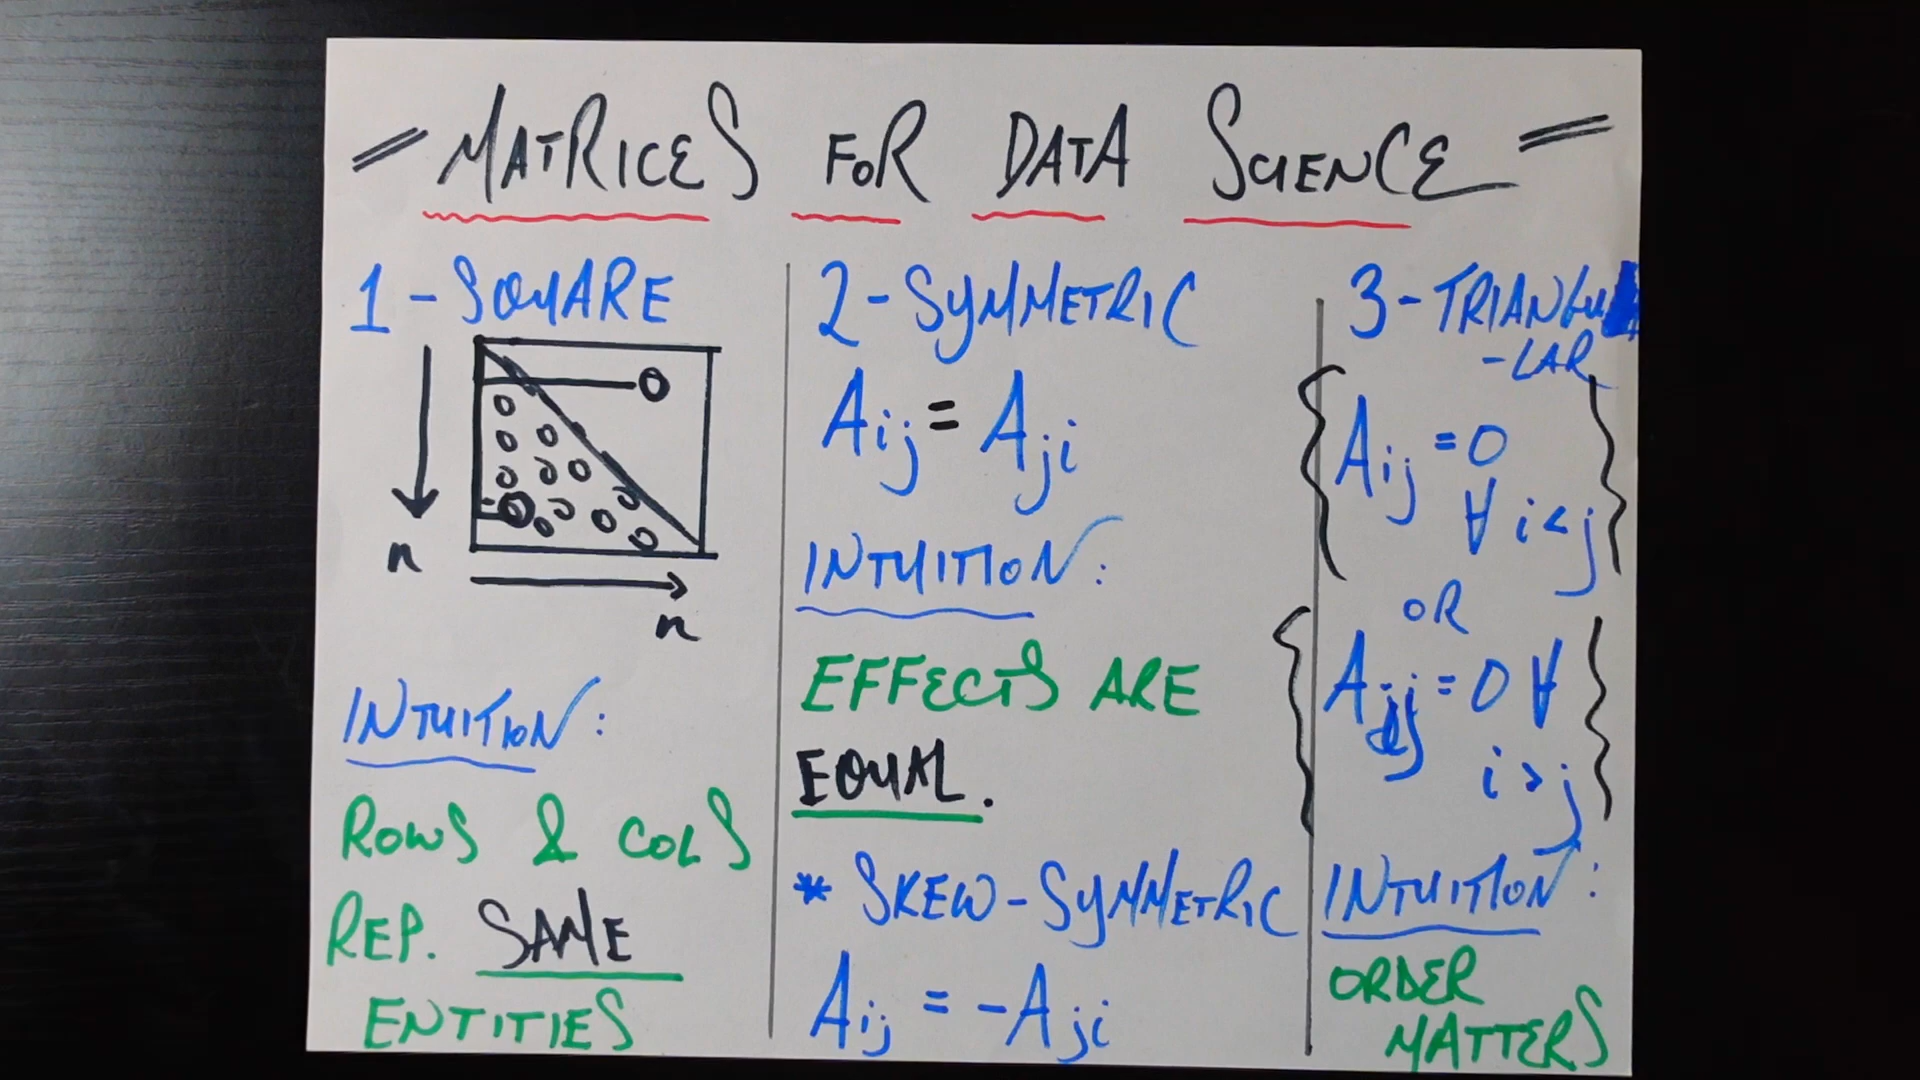 MATRICES FOR DATA SCIENCE
1 - SQUARE
n
n
INTUITION:
ROWS & COLS
REP. SAME
ENTITIES
2 - SYMMETRIC
Aij = Aji
INTUITION:
EFFECTS ARE
EQUAL.
* SKEW-SYMMETRIC
Aij = -Aji
3 - TRIANGU
-LAR
Aij = 0
∀ i < j
OR
Aij = 0 ∀
i > j
INTUITION:
ORDER
MATTERS